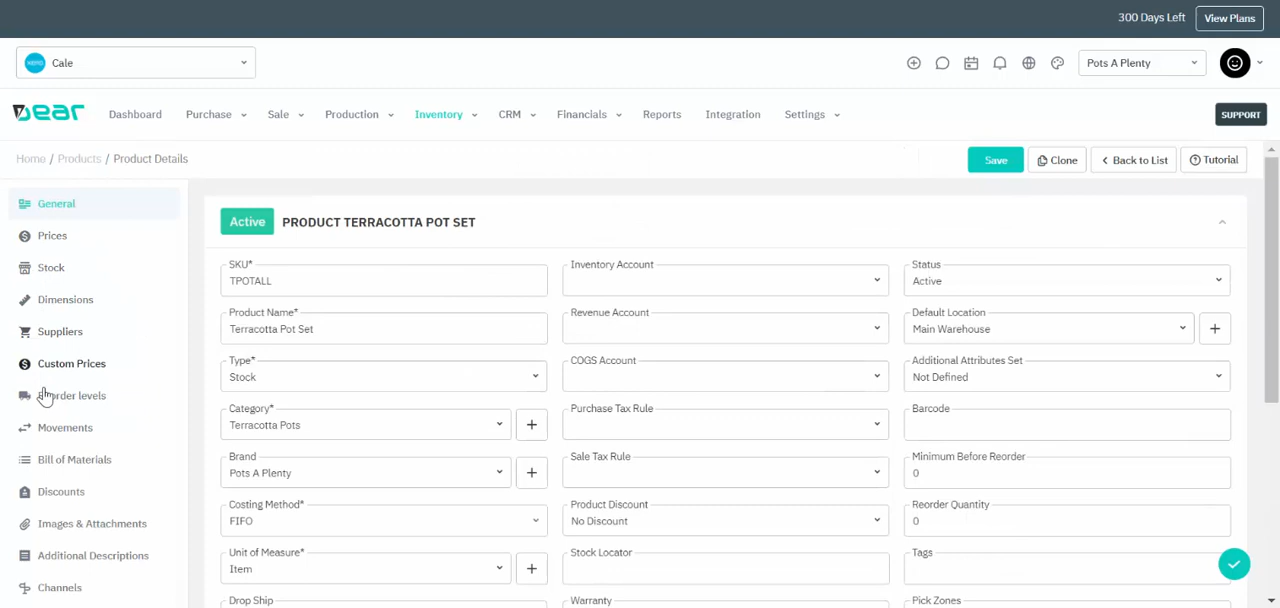 300 Days Left View Plans
xero Cale Pots A Plenty
Dear Dashboard Purchase Sale Production Inventory CRM Financials Reports Integration Settings SUPPORT
Home / Products / Product Details Save Clone Back to List Tutorial
General
Prices
Stock
Dimensions
Suppliers
Custom Prices
levels
Movements
Bill of Materials
Discounts
Images & Attachments
Additional Descriptions
Channels
Active PRODUCT TERRACOTTA POT SET
SKU* Inventory Account Status
TPOTALL Active
Product Name* Revenue Account Default Location
Terracotta Pot Set Main Warehouse
Type* COGS Account Additional Attributes Set
Stock Not Defined
Category* Purchase Tax Rule Barcode
Terracotta Pots
Brand Sale Tax Rule Minimum Before Reorder
Pots A Plenty 0
Costing Method* Product Discount Reorder Quantity
FIFO No Discount 0
Unit of Measure* Stock Locator Tags
Item
Drop Ship Warranty Pick Zones